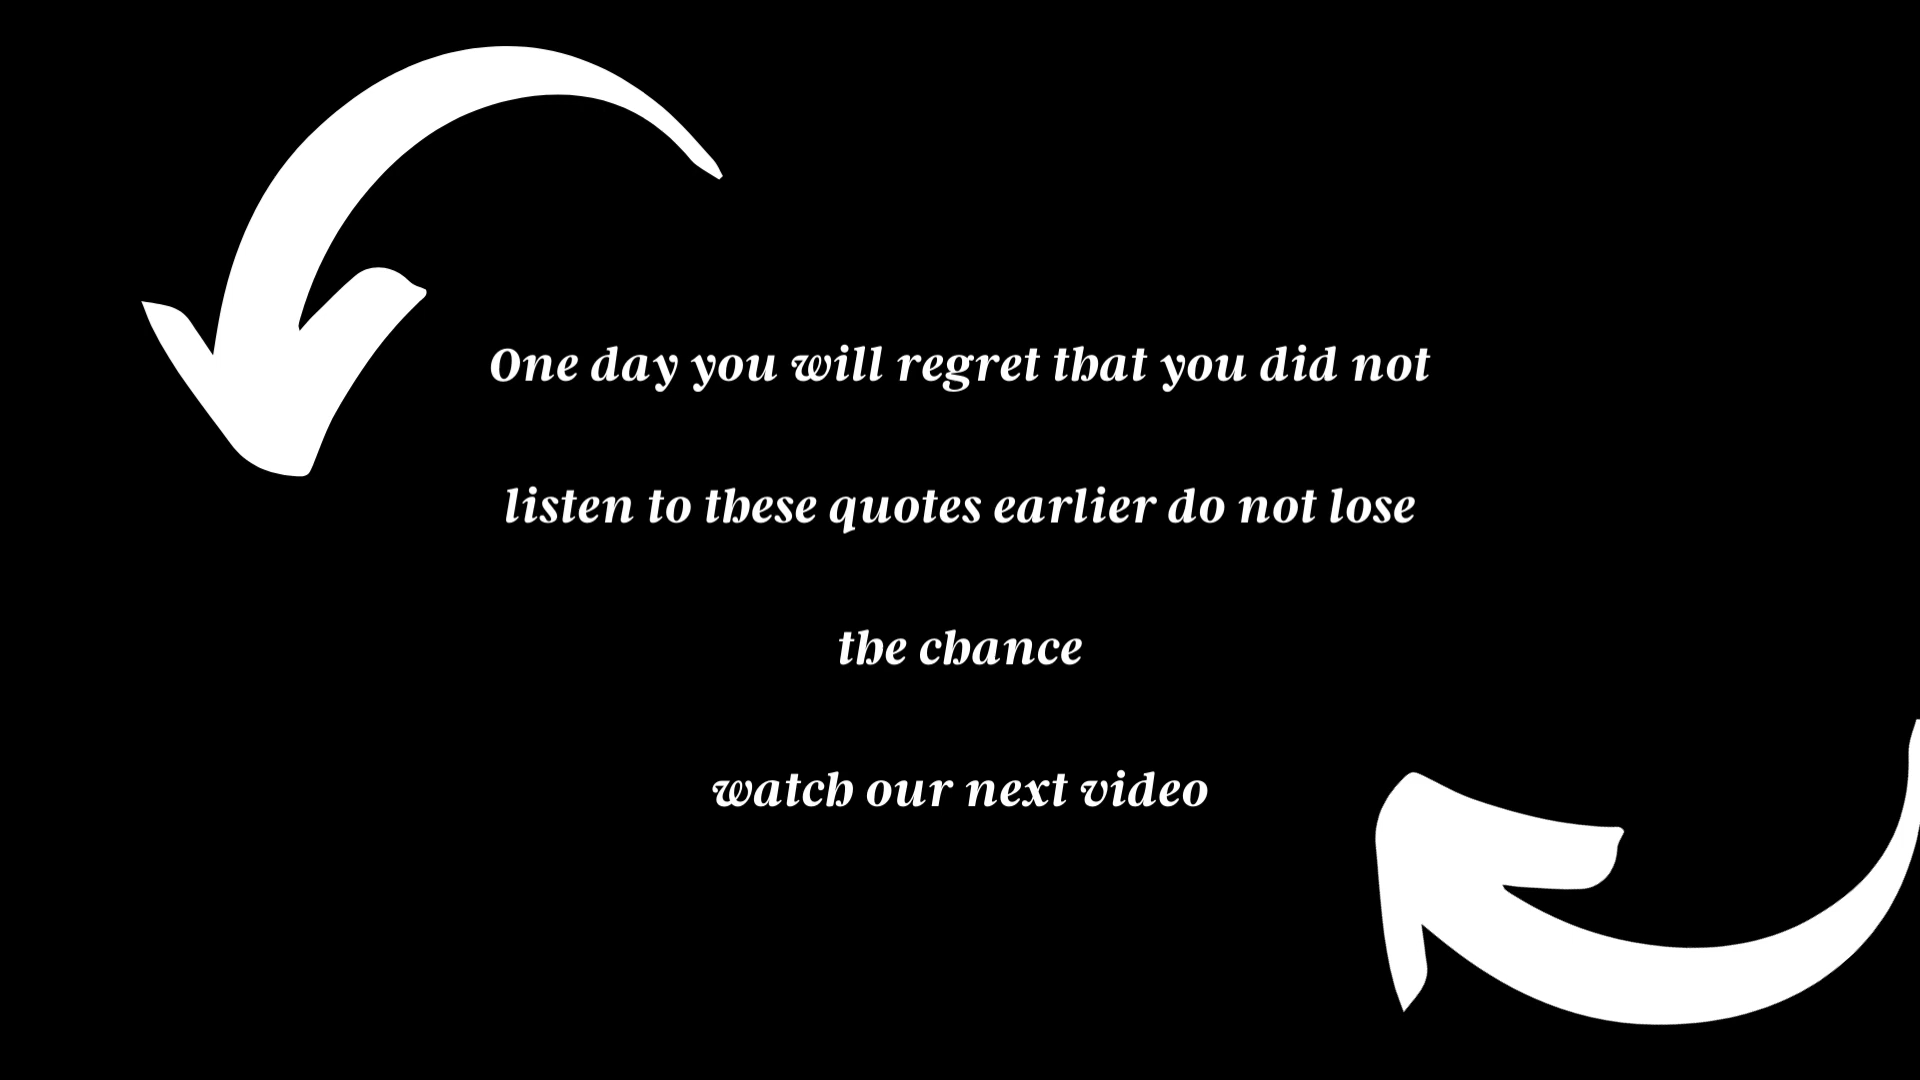 One day you will regret that you did not
listen to these quotes earlier do not lose
the chance
watch our next video